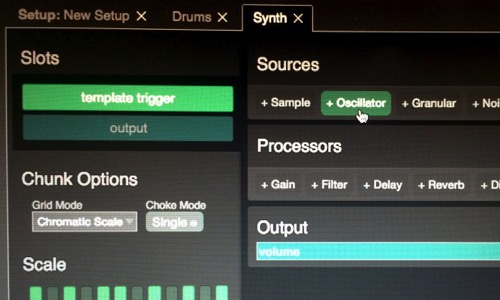 Setup: New Setup X
Drums X
Synth X
Slots
template trigger
output
Chunk Options
Grid Mode
Chromatic Scale
Choke Mode
Single
Scale
Sources
+ Sample
+ Oscillator
+ Granular
Processors
+ Gain
+ Filter
+ Delay
+ Reverb
Output
volume